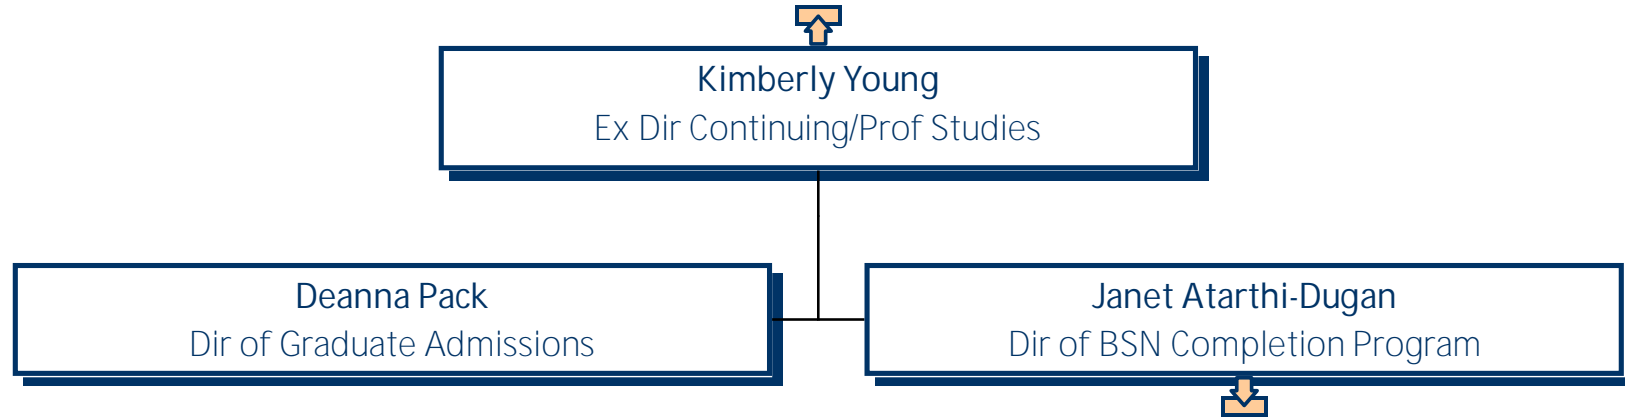 Kimberly Young
Ex Dir Continuing/Prof Studies
Deanna Pack
Dir of Graduate Admissions
Janet Atarthi-Dugan
Dir of BSN Completion Program